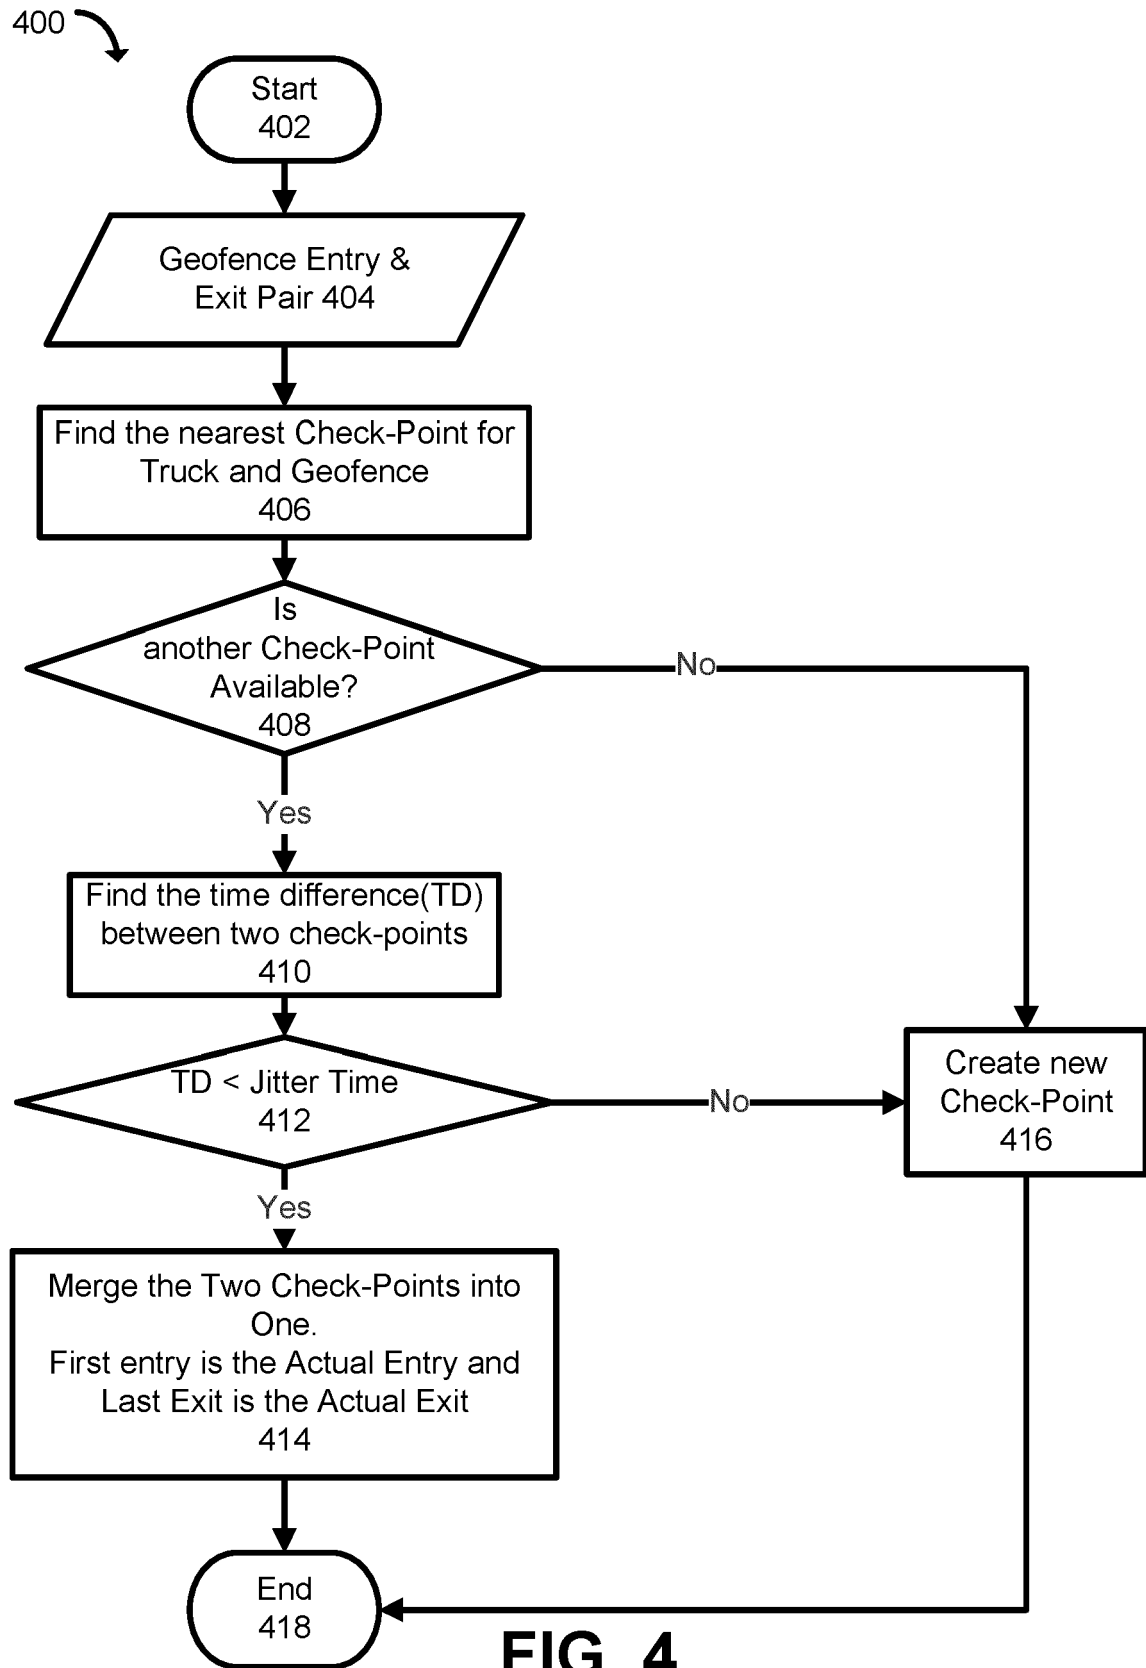 400
Start
402
Geofence Entry &
Exit Pair 404
Find the nearest Check-Point for
Truck and Geofence
406
Is
another Check-Point
Available?
408
No
Yes
Find the time difference(TD)
between two check-points
410
TD < Jitter Time
412
No
Create new
Check-Point
416
Yes
Merge the Two Check-Points into
One.
First entry is the Actual Entry and
Last Exit is the Actual Exit
414
End
418
FIG. 4